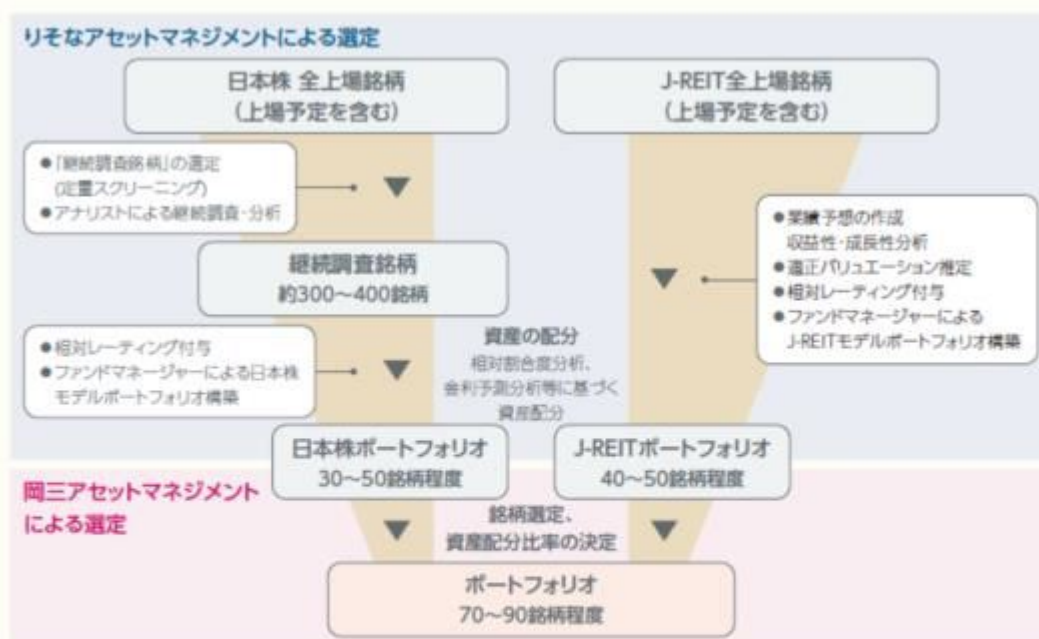 りそなアセットマネジメントによる選定
日本株 全上場銘柄
(上場予定を含む)
J-REIT全上場銘柄
(上場予定を含む)
●「継続調査銘柄」の選定
(定量スクリーニング)
●アナリストによる継続調査・分析
継続調査銘柄
約300~400銘柄
●業績予想の作成
収益性・成長性分析
●適正バリュエーション推定
●相対レーティング付与
●ファンドマネージャーによる
J-REITモデルポートフォリオ構築
●相対レーティング付与
●ファンドマネージャーによる日本株
モデルポートフォリオ構築
資産の配分
相対割合度分析、
金利予測分析等に基づく
資産配分
日本株ポートフォリオ
30~50銘柄程度
J-REITポートフォリオ
40~50銘柄程度
岡三アセットマネジメント
による選定
銘柄選定、
資産配分比率の決定
ポートフォリオ
70~90銘柄程度